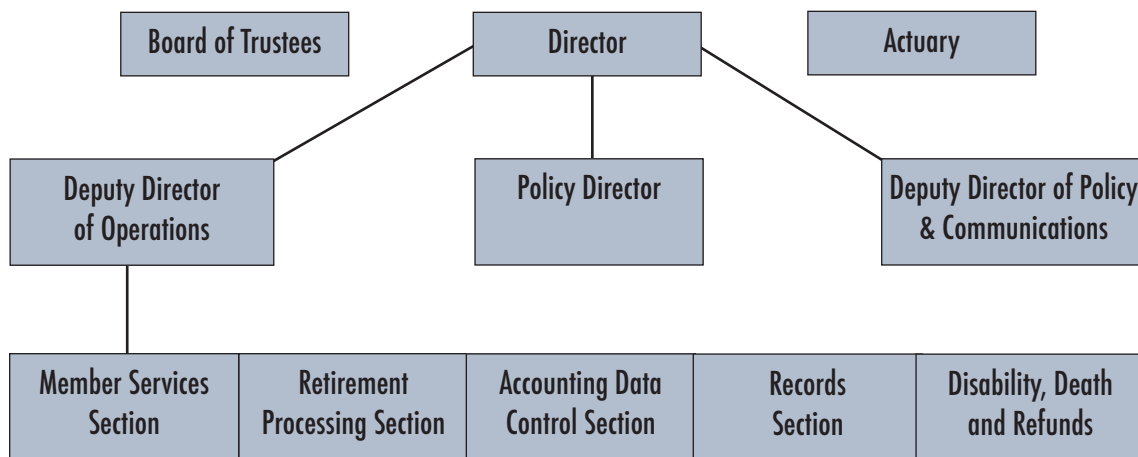 Board of Trustees
Director
Actuary
Deputy Director
of Operations
Policy Director
Deputy Director of Policy
& Communications
Member Services
Section
Retirement
Processing Section
Accounting Data
Control Section
Records
Section
Disability, Death
and Refunds